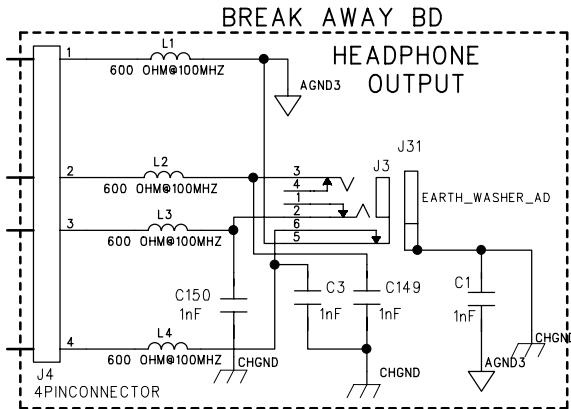 BREAK AWAY BD
HEADPHONE
OUTPUT
1
L1
600 OHM@100MHZ
AGND3
2
L2
600 OHM@100MHZ
3
L3
600 OHM@100MHZ
4
L4
600 OHM@100MHZ
J4
4PINCONNECTOR
3
4
1
2
6
5
J3
J31
EARTH_WASHER_AD
C150
1nF
CHGND
C3
1nF
C149
1nF
CHGND
C1
1nF
AGND3
CHGND